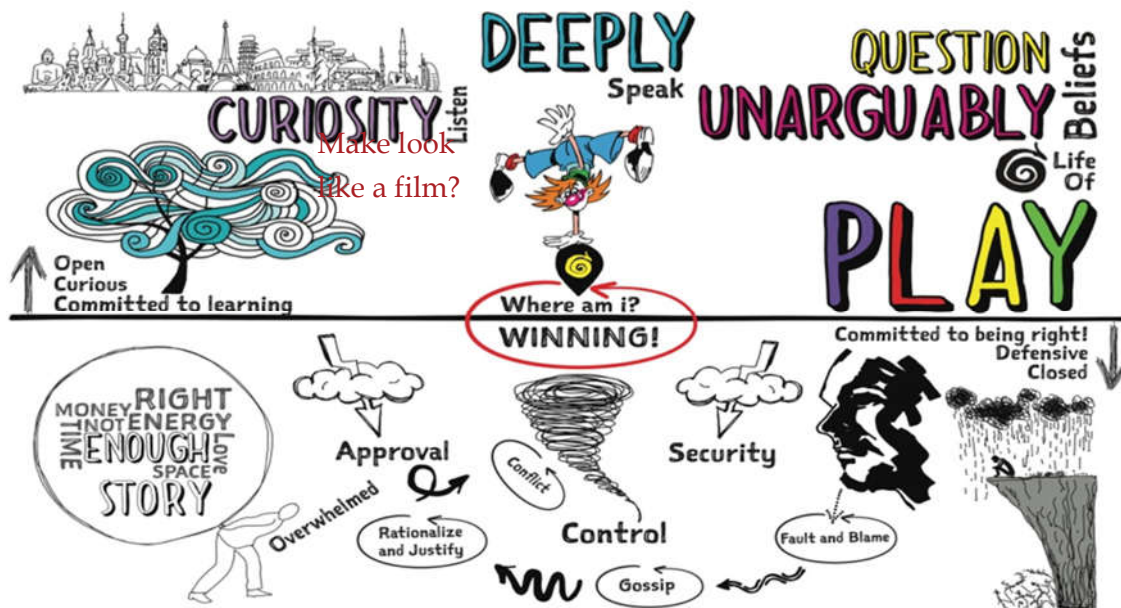 DEEPLY
Speak
QUESTION
UNARGUABLY
Beliefs
CURIOSITY
Listen
Make look
like a film?
Life
Of
PLAY
Open
Curious
Committed to learning
Where am i?
WINNING!
Committed to being right!
Defensive
Closed
MONEY RIGHT
TIME NOT ENERGY
ENOUGH Love
SPACE
STORY
Overwhelmed
Approval
Conflict
Security
Rationalize
and Justify
Control
Fault and Blame
Gossip